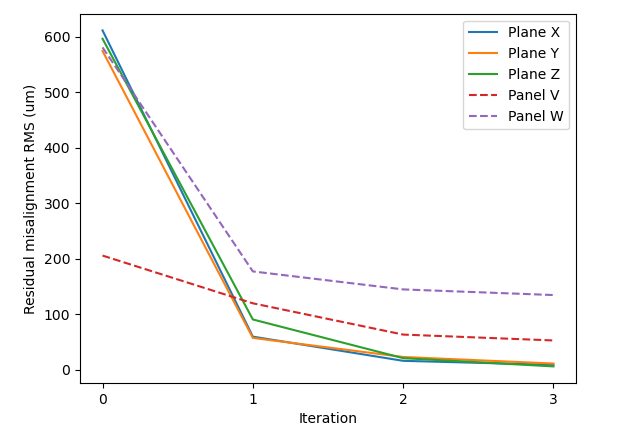 Residual misalignment RMS (um)
600
500
400
300
200
100
0
0 1 2 3
Iteration
Plane X
Plane Y
Plane Z
Panel V
Panel W